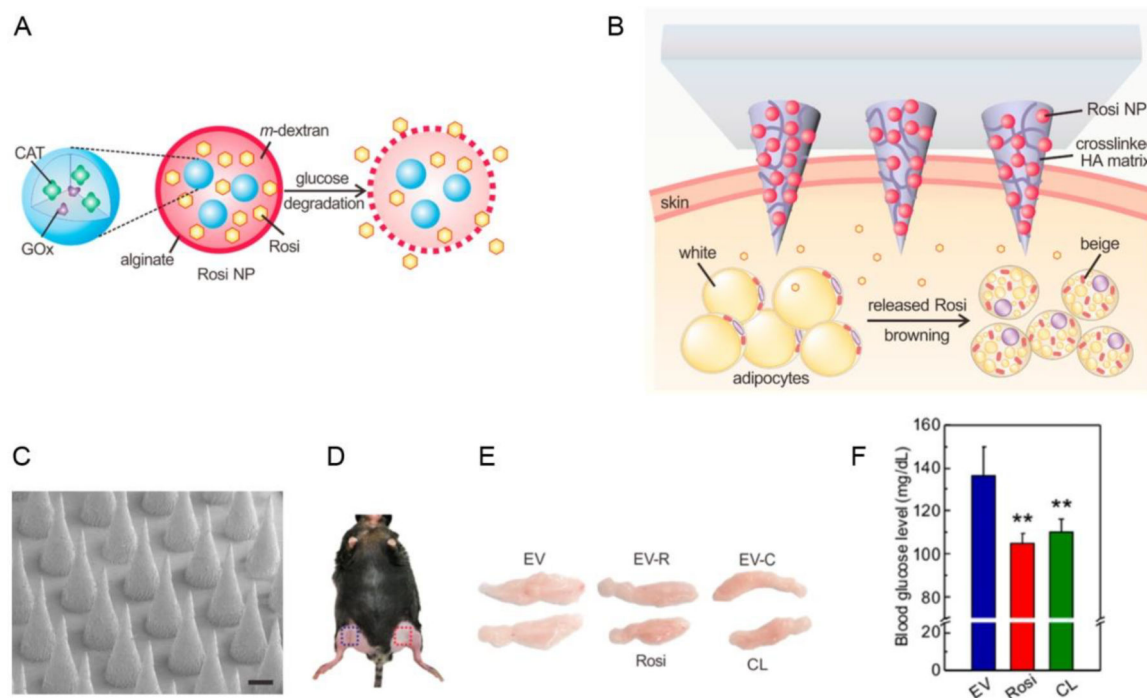 A
CAT
GOx
alginate
m-dextran
Rosi
Rosi NP
glucose
degradation
B
Rosi NP
crosslinked
HA matrix
skin
white
beige
released Rosi
browning
adipocytes
C
D
E
EV
EV-R
EV-C
Rosi
CL
F
Blood glucose level (mg/dL)
160
140
120
100
80
20
0
**
**
EV
Rosi
CL